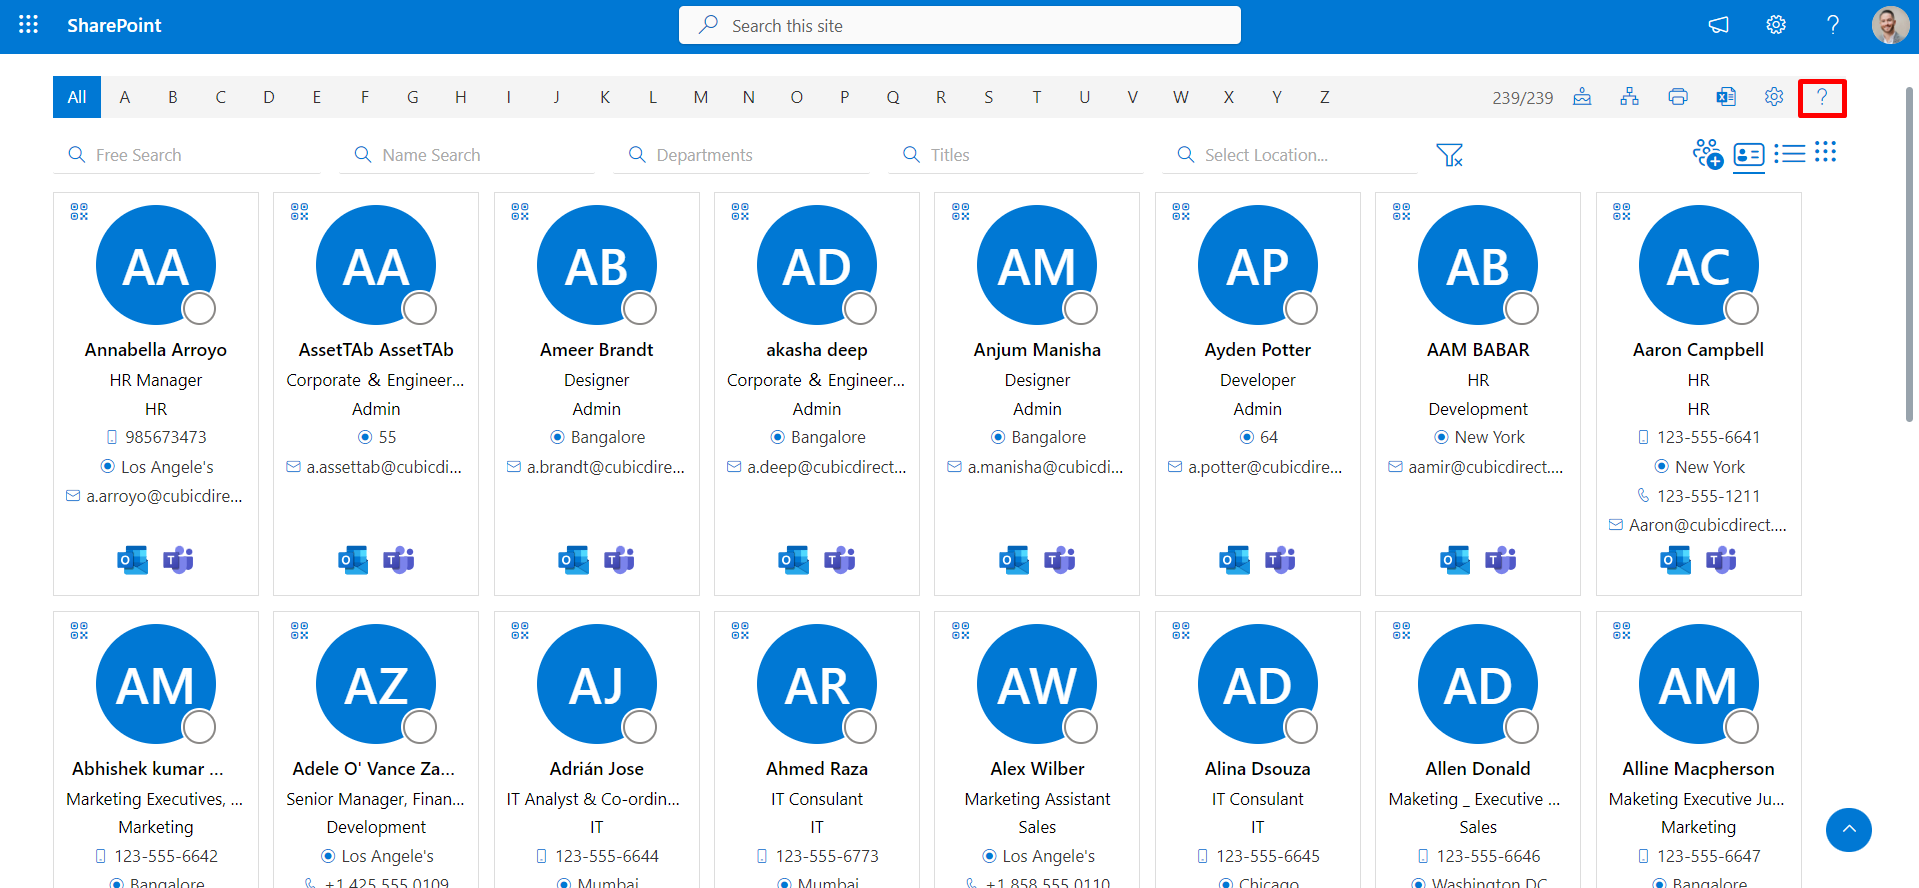 SharePoint
Search this site
All A B C D E F G H I J K L M N O P Q R S T U V W X Y Z 239/239 ?
Free Search Name Search Departments Titles Select Location...
AA AA AB AD AM AP AB AC
Annabella Arroyo AssetTAb AssetTAb Ameer Brandt akasha deep Anjum Manisha Ayden Potter AAM BABAR Aaron Campbell
HR Manager Corporate & Engineer... Designer Corporate & Engineer... Designer Developer HR HR
HR Admin Admin Admin Admin Admin Development HR
985673473 55 Bangalore Bangalore Bangalore 64 New York 123-555-6641
Los Angele's a.assettab@cubicdi... a.brandt@cubicdire... a.deep@cubicdirect... a.manisha@cubicdi... a.potter@cubicdire... aamir@cubicdirect.... New York
a.arroyo@cubicdire... 123-555-1211
Aaron@cubicdirect....
AM AZ AJ AR AW AD AD AM
Abhishek kumar ... Adele O' Vance Za... Adrián Jose Ahmed Raza Alex Wilber Alina Dsouza Allen Donald Alline Macpherson
Marketing Executives, ... Senior Manager, Finan... IT Analyst & Co-ordin... IT Consulant Marketing Assistant IT Consulant Maketing _ Executive ... Maketing Executive Ju...
Marketing Development IT IT Sales IT Sales Marketing
123-555-6642 Los Angele's 123-555-6644 123-555-6773 Los Angele's 123-555-6645 123-555-6646 123-555-6647
Bangalore +1 425 555 0109 Mumbai Mumbai +1 858 555 0110 Chicago Washington DC Bangalore